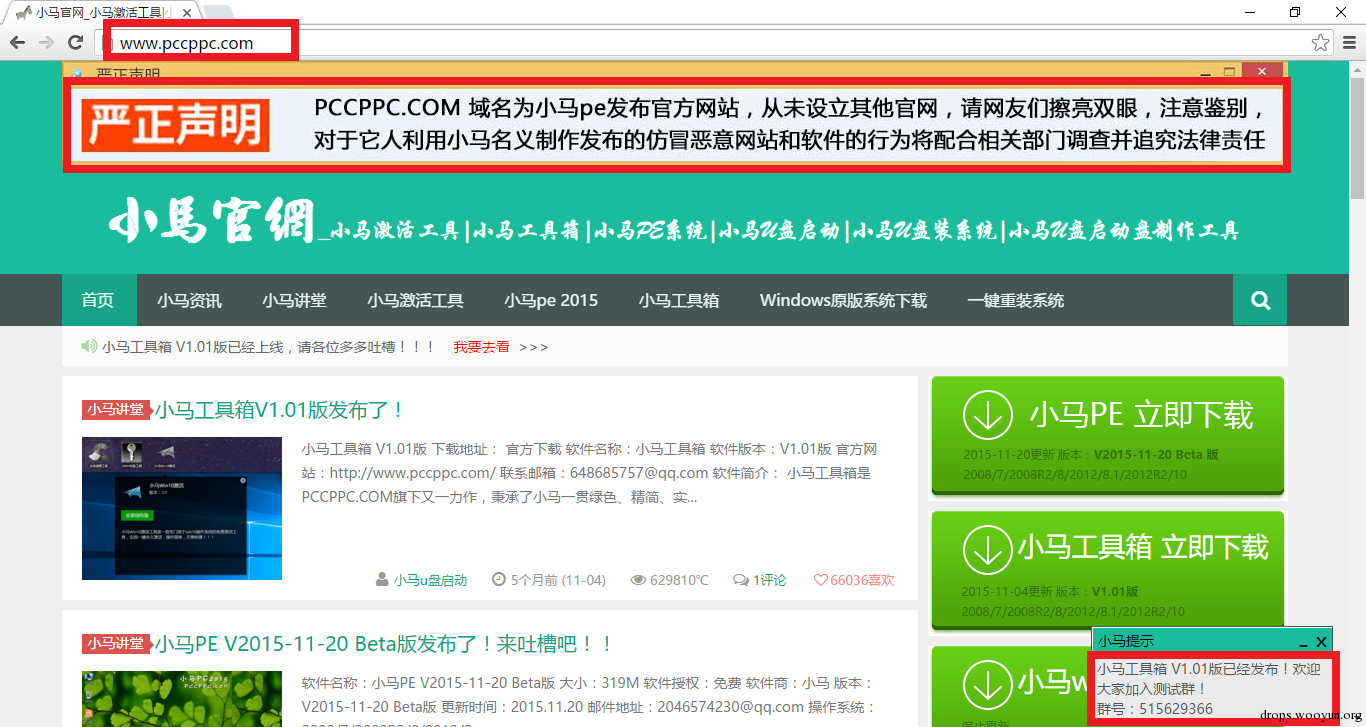 小马官网_小马激活工具|小
www.pccppc.com
严正声明
严正声明
PCCPPC.COM 域名为小马pe发布官方网站，从未设立其他官网，请网友们擦亮双眼，注意鉴别，
对于它人利用小马名义制作发布的仿冒恶意网站和软件的行为将配合相关部门调查并追究法律责任
小馬官網_小马激活工具|小马工具箱|小马PE系统|小马U盘启动|小马U盘装系统|小马U盘启动盘制作工具
首页 小马资讯 小马讲堂 小马激活工具 小马pe 2015 小马工具箱 Windows原版系统下载 一键重装系统
小马工具箱 V1.01版已经上线，请各位多多吐槽！！！ 我要去看 >>>
小马讲堂 小马工具箱V1.01版发布了！
小马工具箱 V1.01版 下载地址： 官方下载 软件名称：小马工具箱 软件版本：V1.01版 官方网
站：http://www.pccppc.com/ 联系邮箱：648685757@qq.com 软件简介： 小马工具箱是
PCCPPC.COM旗下又一力作，秉承了小马一贯绿色、精简、实...
小马Win10激活
小马u盘启动 5个月前 (11-04) 629810℃ 1评论 66036喜欢
小马讲堂 小马PE V2015-11-20 Beta版发布了！来吐槽吧！！
小马PE2015
PccPPC.com
软件名称：小马PE V2015-11-20 Beta版 大小：319M 软件授权：免费 软件商：小马 版本：
V2015-11-20 Beta版 更新时间：2015.11.20 邮件地址：2046574230@qq.com 操作系统：
小马PE 立即下载
2015-11-20更新 版本：V2015-11-20 Beta 版
2008/7/2008R2/8/2012/8.1/2012R2/10
小马工具箱 立即下载
2015-11-04更新 版本：V1.01版
2008/7/2008R2/8/2012/8.1/2012R2/10
小马w
停止更新
小马提示
小马工具箱 V1.01版已经发布！欢迎
大家加入测试群！
群号：515629366
drops.wooyun.org